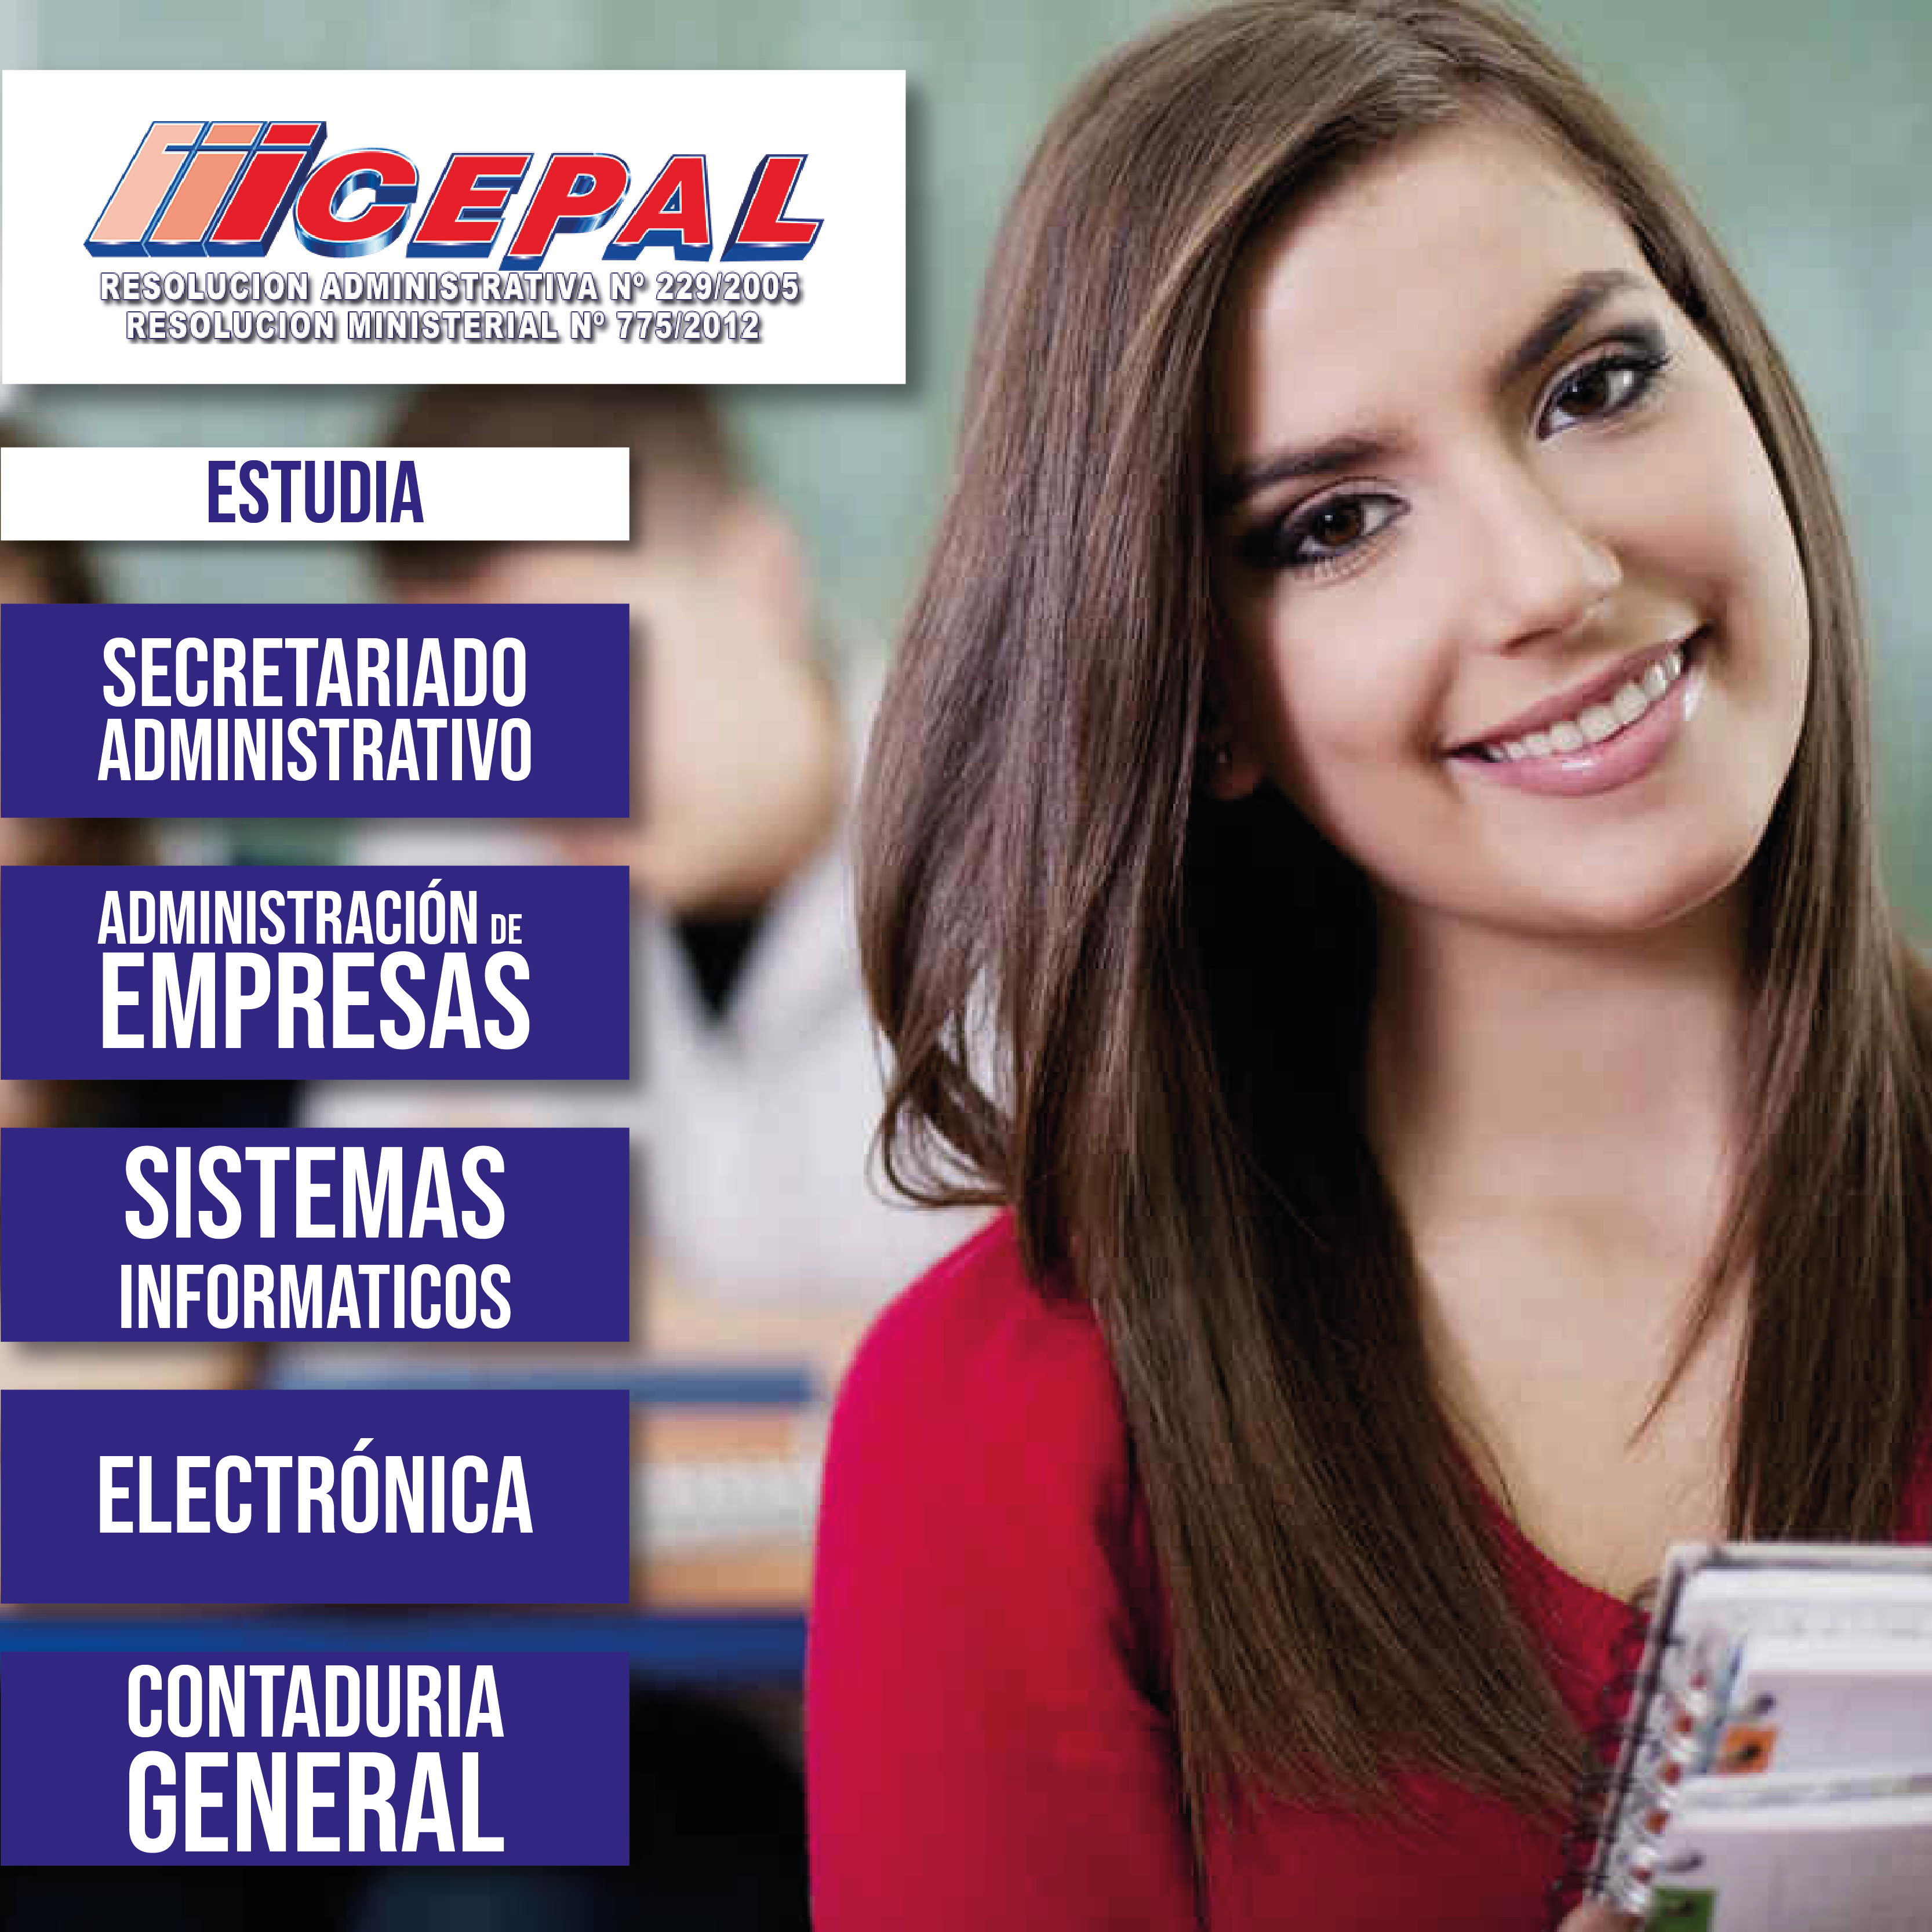 iCEPAL
RESOLUCION ADMINISTRATIVA Nº 229/2005
RESOLUCION MINISTERIAL Nº 775/2012
ESTUDIA
SECRETARIADO
ADMINISTRATIVO
ADMINISTRACIÓN DE
EMPRESAS
SISTEMAS
INFORMATICOS
ELECTRÓNICA
CONTADURIA
GENERAL